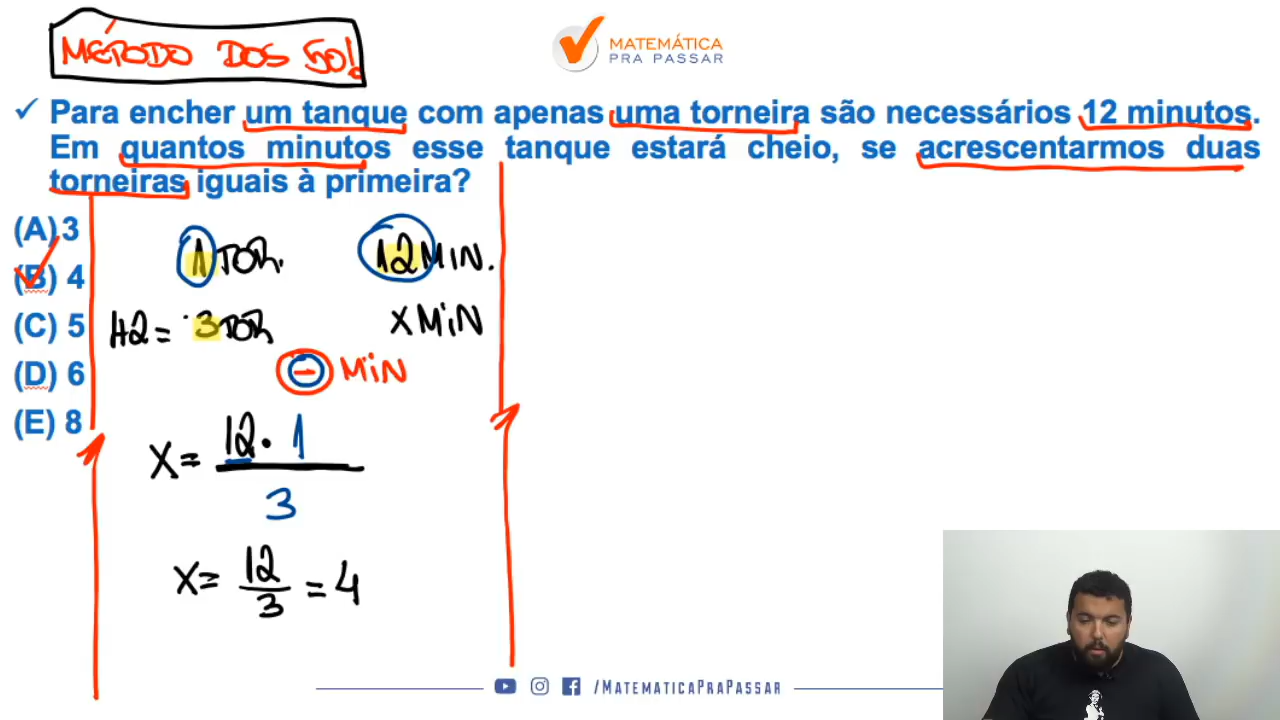 MÉTODO DOS 50!
MATEMÁTICA
PRA PASSAR
✓ Para encher um tanque com apenas uma torneira são necessários 12 minutos.
Em quantos minutos esse tanque estará cheio, se acrescentarmos duas
torneiras iguais à primeira?
(A) 3
(B) 4
(C) 5
(D) 6
(E) 8
1 TOR. 12 MIN.
1+2= 3 TOR X MIN
- MIN
X= 12 · 1
3
X= 12
3 = 4
/MATEMATICAPRAPASSAR